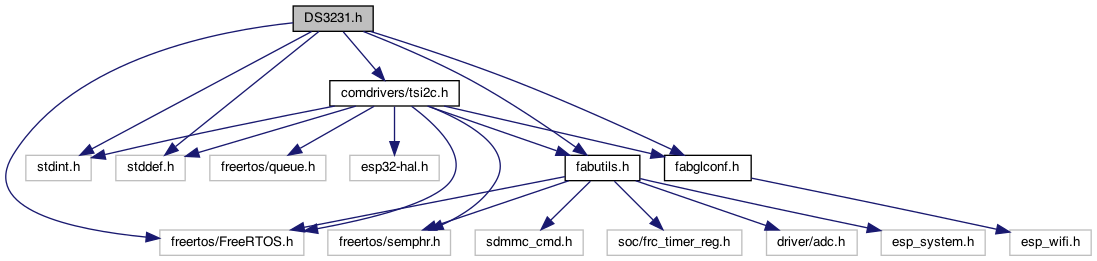 DS3231.h
comdrivers/tsi2c.h
stdint.h
stddef.h
freertos/queue.h
esp32-hal.h
fabutils.h
fabglconf.h
freertos/FreeRTOS.h
freertos/semphr.h
sdmmc_cmd.h
soc/frc_timer_reg.h
driver/adc.h
esp_system.h
esp_wifi.h